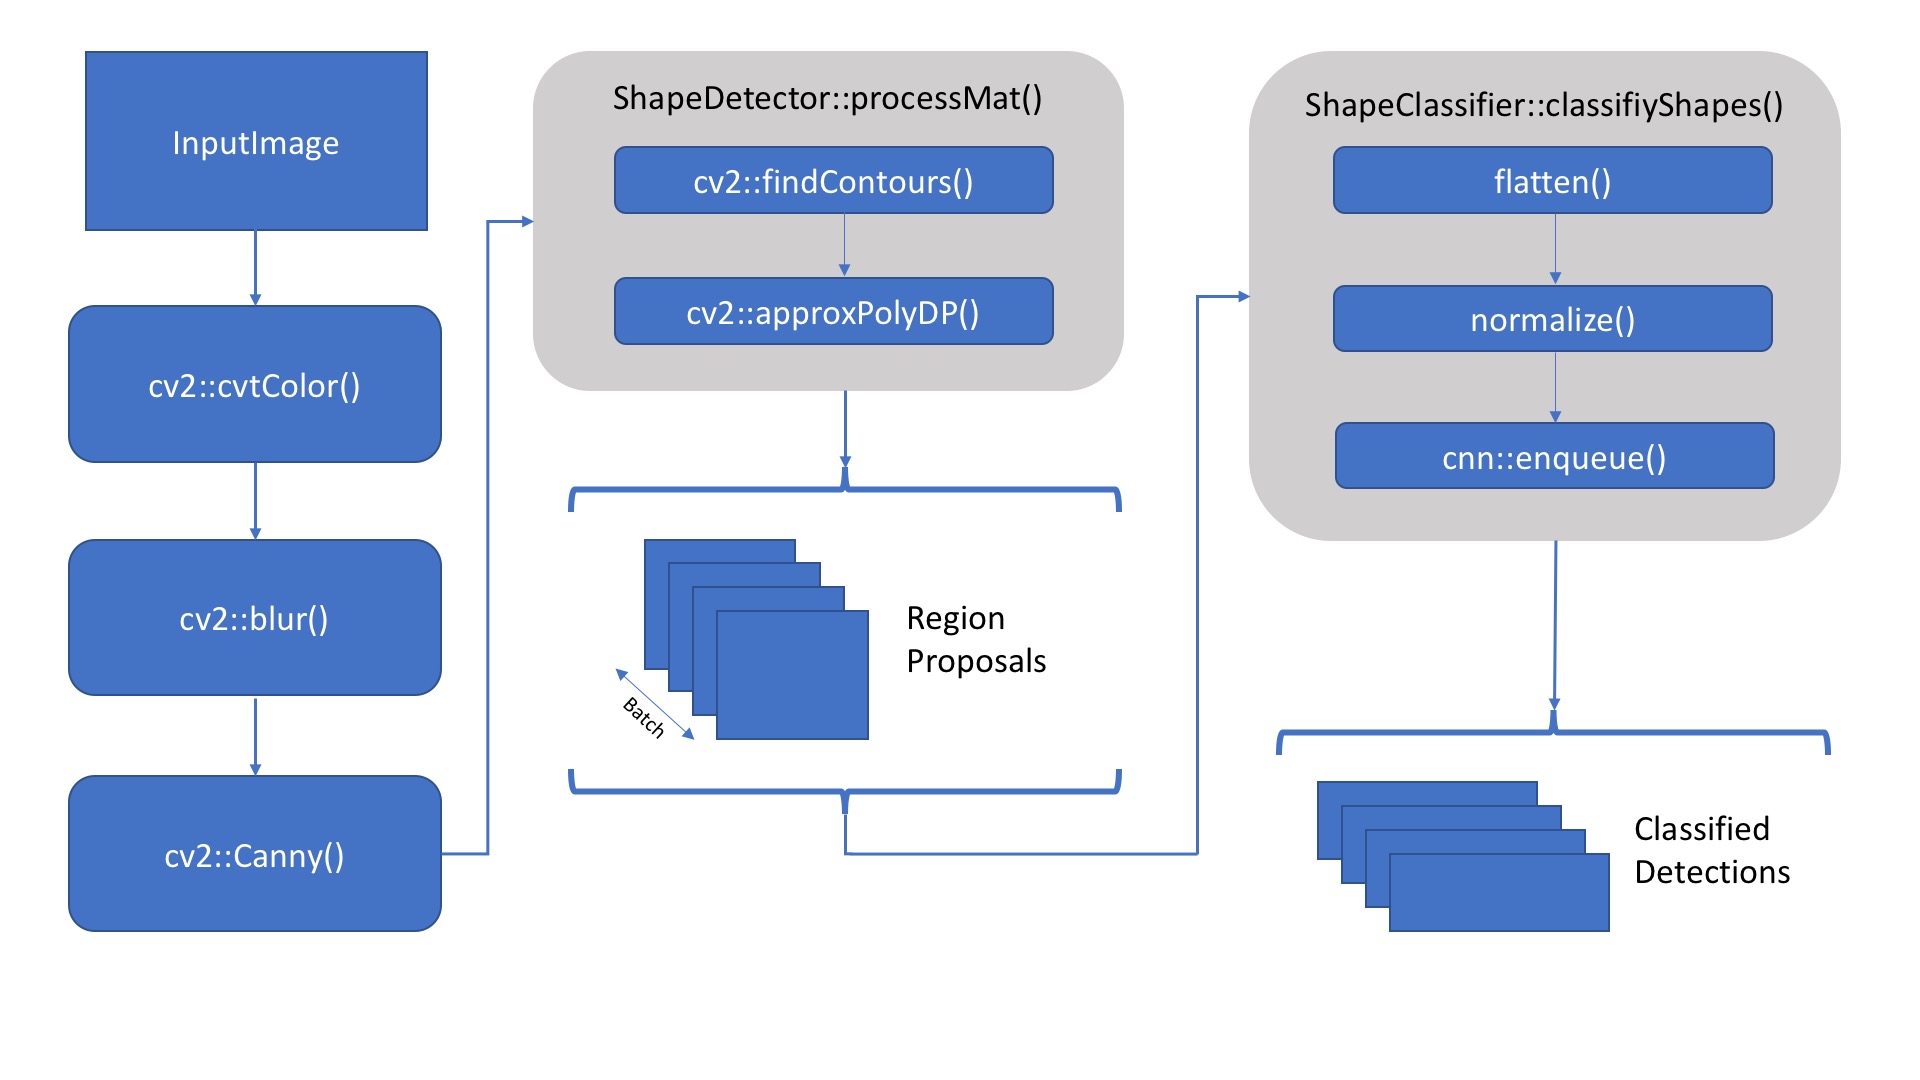 InputImage
cv2::cvtColor()
cv2::blur()
cv2::Canny()
ShapeDetector::processMat()
cv2::findContours()
cv2::approxPolyDP()
Region
Proposals
Batch
ShapeClassifier::classifiyShapes()
flatten()
normalize()
cnn::enqueue()
Classified
Detections